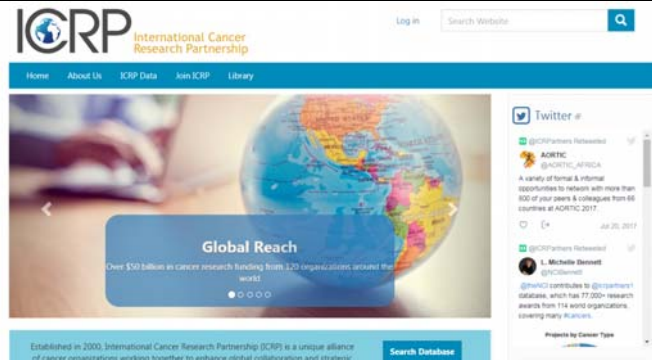 ICRP
International Cancer
Research Partnership
Log in
Search Website
Home About Us ICRP Data Join ICRP Library
Global Reach
Over $50 billion in cancer research funding from 120 organizations around the
world
Twitter
@ICRPartners Retweeted
AORTIC
@AORTIC_AFRICA
A variety of formal & informal
opportunities to network with more than
800 of your peers & colleagues from 66
countries at AORTIC 2017.
Jul 20, 2017
@ICRPartners Retweeted
L. Michelle Bennett
@NCIBennett
@theNCI contributes to @icrpartners1
database, which has 77,000+ research
awards from 114 world organizations,
covering many #cancers.
Projects by Cancer Type
Established in 2000, International Cancer Research Partnership (ICRP) is a unique alliance
of cancer organizations working together to enhance global collaboration and strategic
Search Database